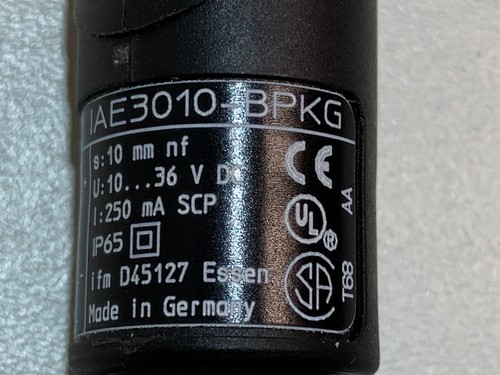 IAE3010-BPKG
s:10 mm nf
U:10...36 V DC
I:250 mA SCP
IP65
ifm D45127 Essen
Made in Germany
CE
UL
®
SA
AA
T68